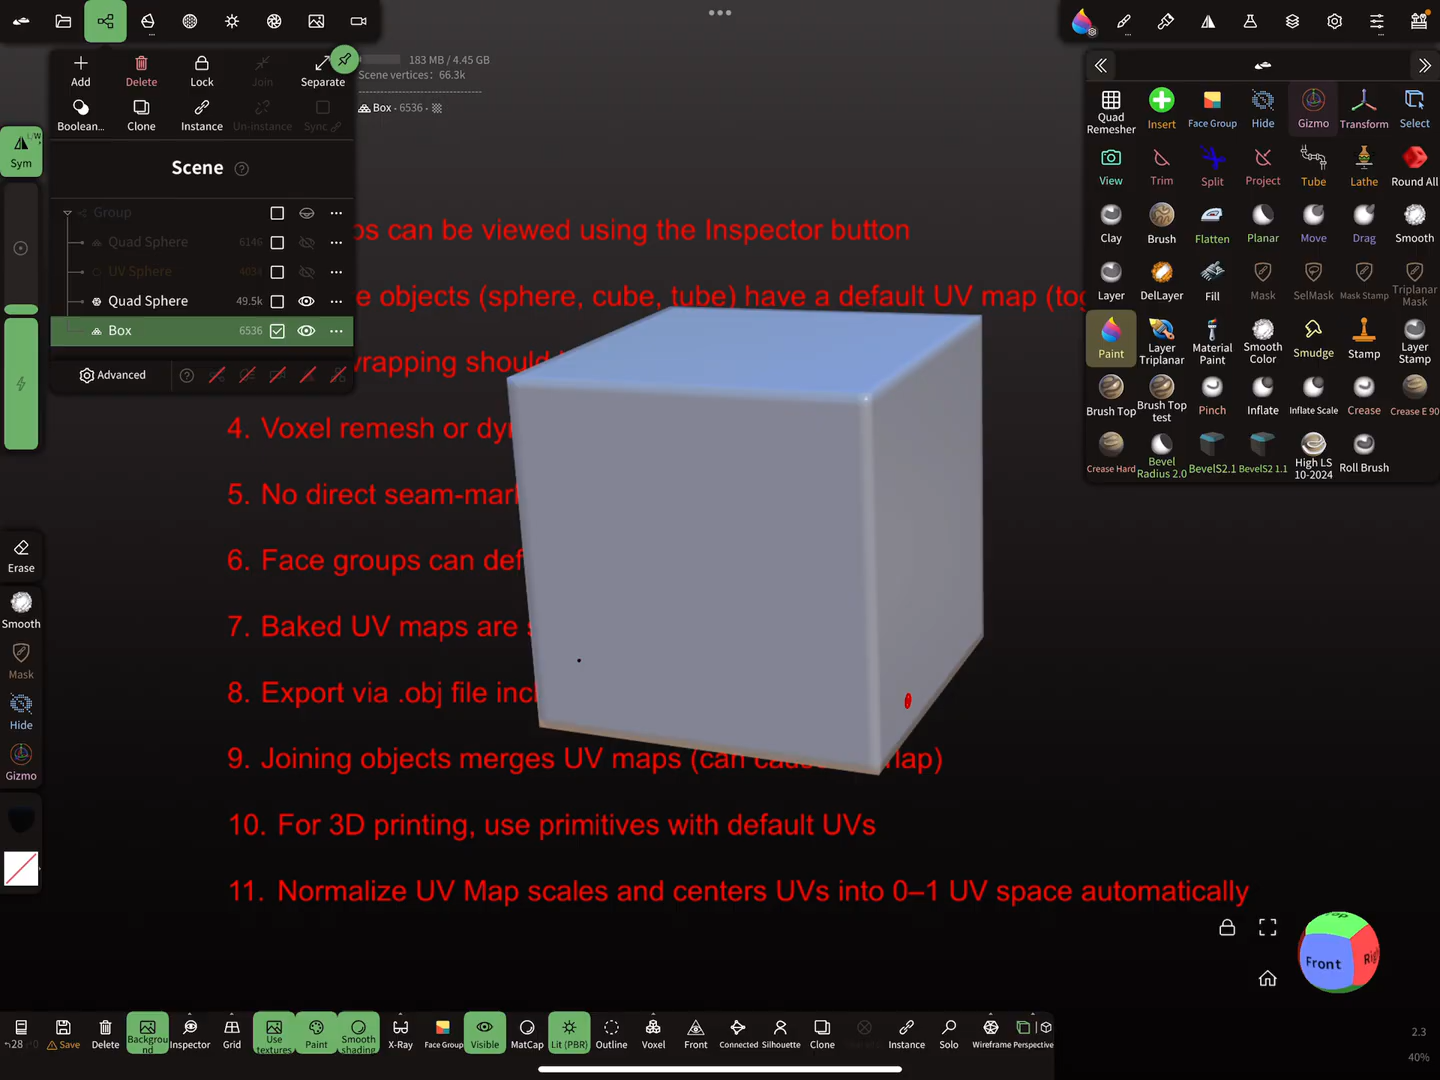 183 MB / 4.45 GB
Scene vertices: 66.3k
Box · 6536 ·
Add
Delete
Lock
Join
Separate
Boolean...
Clone
Instance
Un-instance
Sync
Scene
Group
Quad Sphere 6146
UV Sphere 4034
Quad Sphere 49.5k
Box 6536
Advanced
Sym
Erase
Smooth
Mask
Hide
Gizmo
Quad Remesher
Insert
Face Group
Hide
Gizmo
Transform
Select
View
Trim
Split
Project
Tube
Lathe
Round All
Clay
Brush
Flatten
Planar
Move
Drag
Smooth
Layer
DelLayer
Fill
Mask
SelMask
Mask Stamp
Triplanar Mask
Paint
Layer Triplanar
Material Paint
Smooth Color
Smudge
Stamp
Layer Stamp
Brush Top
Brush Top test
Pinch
Inflate
Inflate Scale
Crease
Crease E 90
Crease Hard
Bevel Radius 2.0
BevelS2.1
BevelS2 1.1
High LS 10-2024
Roll Brush
can be viewed using the Inspector button
objects (sphere, cube, tube) have a default UV map
wrapping should
4. Voxel remesh or
5. No direct
6. Face groups can
7. Baked UV maps are
8. Export via .obj file
9. Joining objects merges UV maps (can
10. For 3D printing, use primitives with default UVs
11. Normalize UV Map scales and centers UVs into 0–1 UV space automatically
Front
28
Save
Delete
Background
Inspector
Grid
Use textures
Paint
Smooth shading
X-Ray
Face Group
Visible
MatCap
Lit (PBR)
Outline
Voxel
Front
Connected
Silhouette
Clone
Instance
Solo
Wireframe
Perspective
2.3
40%